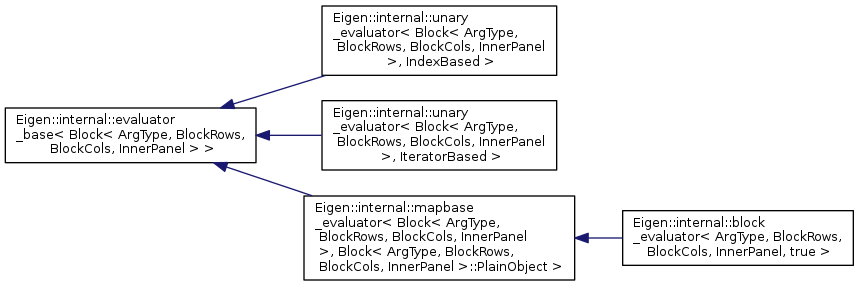 Eigen::internal::unary
_evaluator< Block< ArgType,
BlockRows, BlockCols, InnerPanel
>, IndexBased >
Eigen::internal::evaluator
_base< Block< ArgType, BlockRows,
BlockCols, InnerPanel > >
Eigen::internal::unary
_evaluator< Block< ArgType,
BlockRows, BlockCols, InnerPanel
>, IteratorBased >
Eigen::internal::mapbase
_evaluator< Block< ArgType,
BlockRows, BlockCols, InnerPanel
>, Block< ArgType, BlockRows,
BlockCols, InnerPanel >::PlainObject >
Eigen::internal::block
_evaluator< ArgType, BlockRows,
BlockCols, InnerPanel, true >